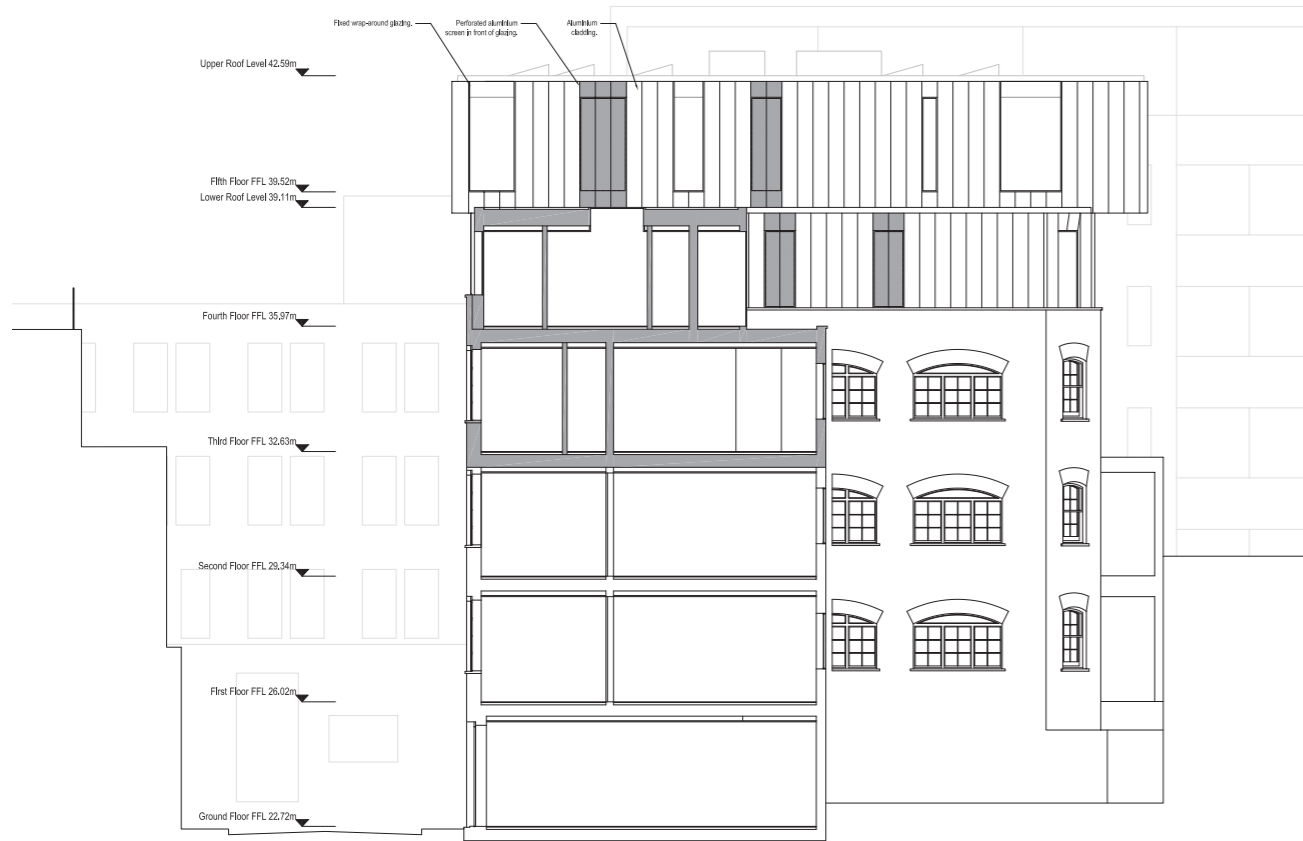 Fixed wrap-around glazing.
Perforated aluminium
screen in front of glazing.
Aluminium
cladding.
Upper Roof Level 42.59m
Fifth Floor FFL 39.52m
Lower Roof Level 39.11m
Fourth Floor FFL 35.97m
Third Floor FFL 32.63m
Second Floor FFL 29.34m
First Floor FFL 26.02m
Ground Floor FFL 22.72m